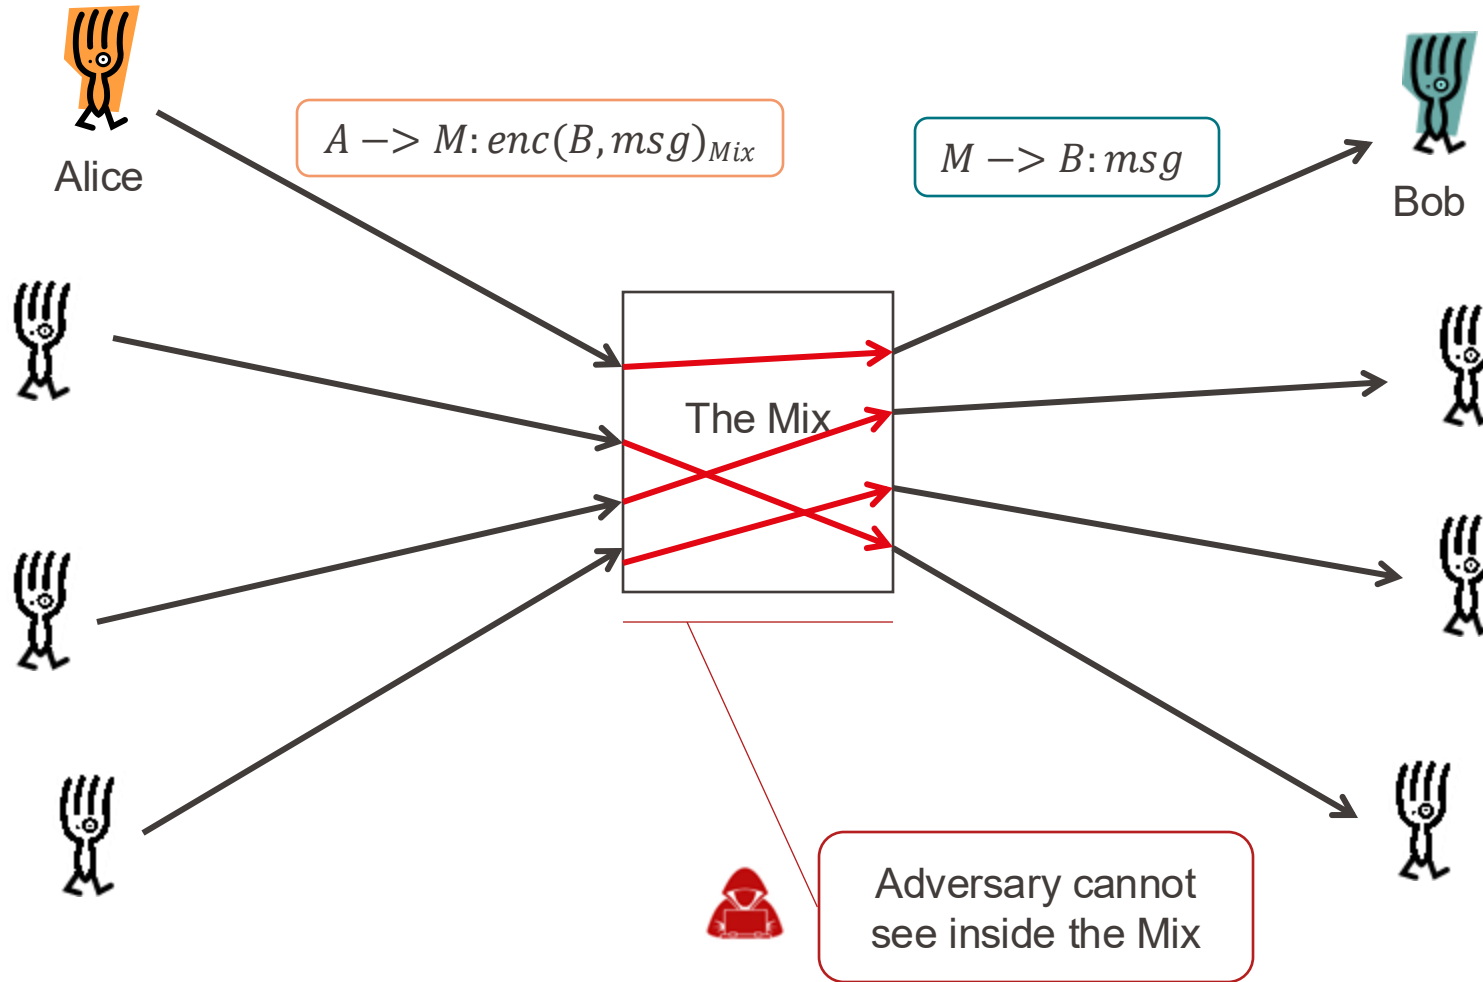 A −> M: enc(B, msg)Mix
M −> B: msg
Alice
Bob
The Mix
Adversary cannot
see inside the Mix